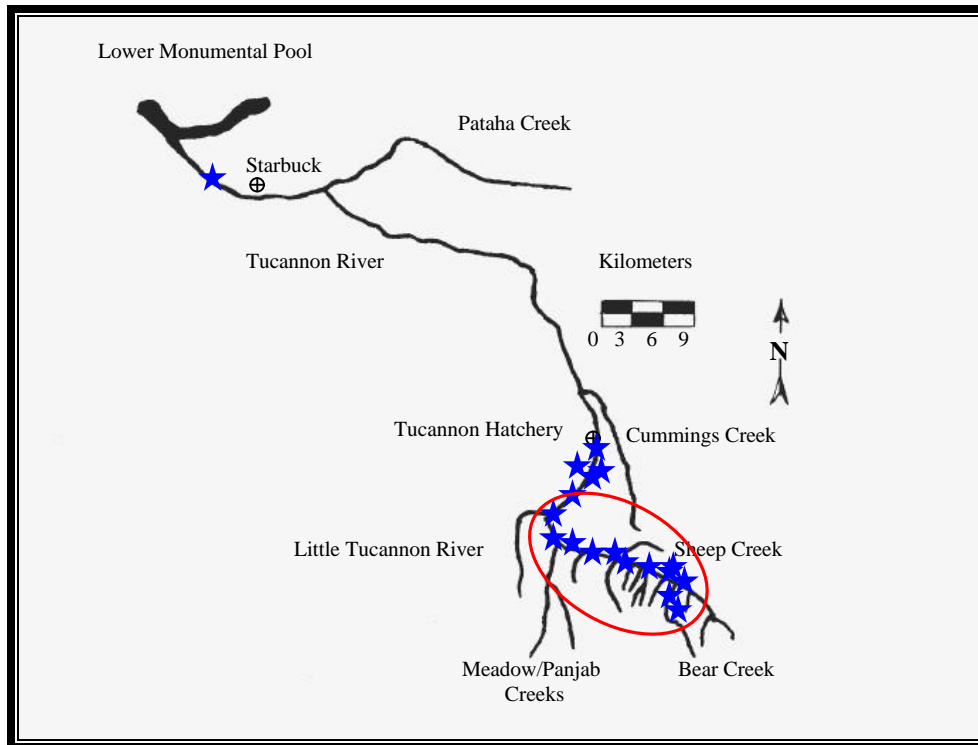 Lower Monumental Pool
Pataha Creek
Starbuck
Tucannon River
Kilometers
0 3 6 9
N
Tucannon Hatchery
Cummings Creek
Little Tucannon River
Sheep Creek
Meadow/Panjab
Creeks
Bear Creek